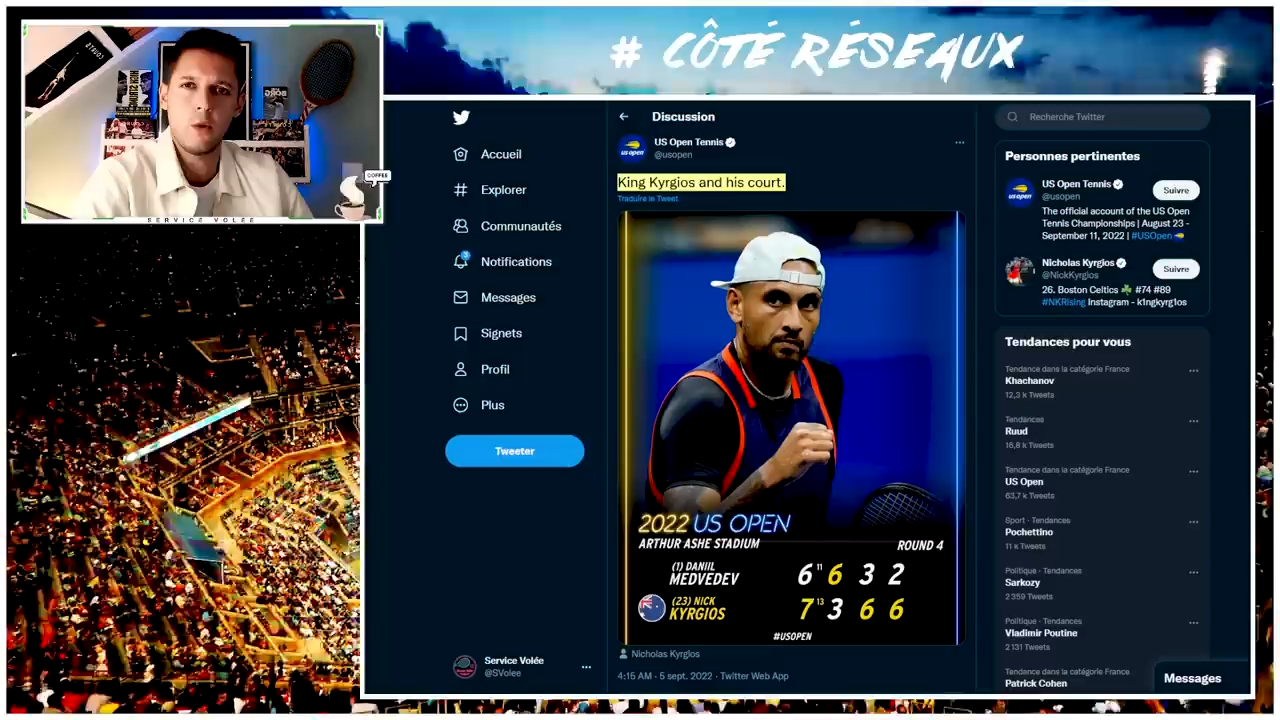 # CÔTÉ RÉSEAUX
COFFEE
SERVICE VOLÉE
Accueil
Explorer
Communautés
Notifications
Messages
Signets
Profil
Plus
Tweeter
Service Volée
@SVolee
Discussion
US Open Tennis
@usopen
King Kyrgios and his court.
Traduire le Tweet
2022 US OPEN
ARTHUR ASHE STADIUM
ROUND 4
(1) DANIIL
MEDVEDEV 6 11 6 3 2
(23) NICK
KYRGIOS 7 13 3 6 6
#USOPEN
Nicholas Kyrgios
4:15 AM · 5 sept. 2022 · Twitter Web App
Recherche Twitter
Personnes pertinentes
US Open Tennis
@usopen
Suivre
The official account of the US Open
Tennis Championships | August 23 -
September 11, 2022 | #USOpen
Nicholas Kyrgios
@NickKyrgios
Suivre
26. Boston Celtics ☘️ #74 #89
#NKRising Instagram - k1ngkyrg1os
Tendances pour vous
Tendance dans la catégorie France
Khachanov
12,3 k Tweets
Tendances
Ruud
16,8 k Tweets
Tendance dans la catégorie France
US Open
63,7 k Tweets
Sport · Tendances
Pochettino
11 k Tweets
Politique · Tendances
Sarkozy
2 359 Tweets
Politique · Tendances
Vladimir Poutine
2 131 Tweets
Tendance dans la catégorie France
Patrick Cohen
Messages